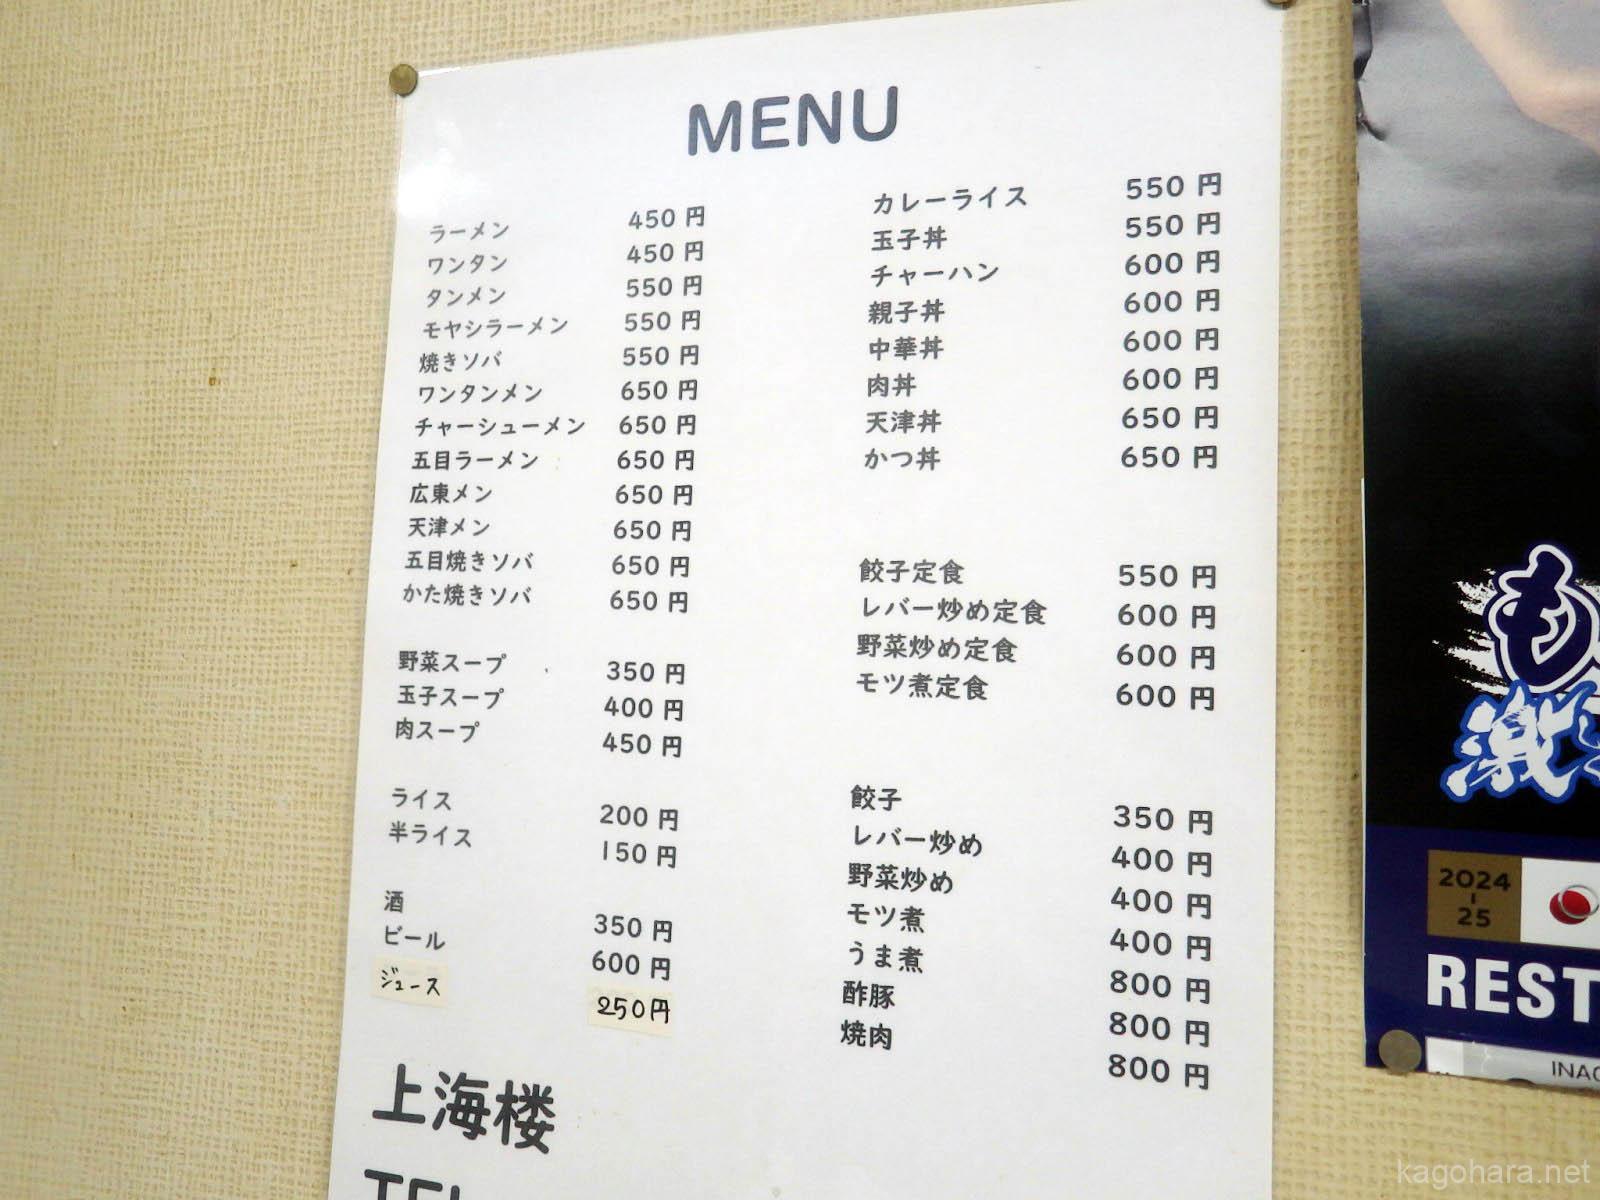 MENU
ラーメン 450円
ワンタン 450円
タンメン 550円
モヤシラーメン 550円
焼きソバ 550円
ワンタンメン 650円
チャーシューメン 650円
五目ラーメン 650円
広東メン 650円
天津メン 650円
五目焼きソバ 650円
かた焼きソバ 650円
野菜スープ 350円
玉子スープ 400円
肉スープ 450円
ライス 200円
半ライス 150円
酒 350円
ビール 600円
ジュース 250円
上海楼
カレーライス 550円
玉子丼 550円
チャーハン 600円
親子丼 600円
中華丼 600円
肉丼 600円
天津丼 650円
かつ丼 650円
餃子定食 550円
レバー炒め定食 600円
野菜炒め定食 600円
モツ煮定食 600円
餃子 350円
レバー炒め 400円
野菜炒め 400円
モツ煮 400円
うま煮 800円
酢豚 800円
焼肉 800円
も
激
2024
-
25
REST
INAG
kagohara.net